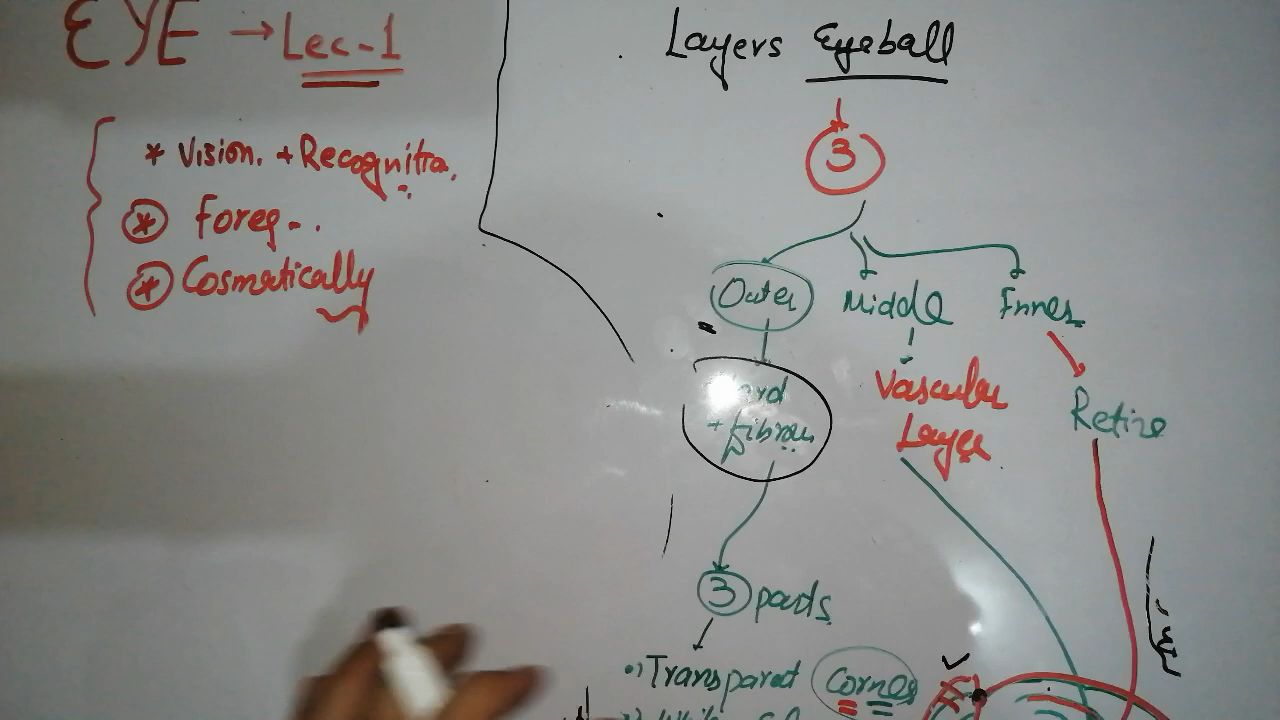 EYE → Lec-1
* Vision. + Recognition.
* Foreg-.
* Cosmetically
Layers Eyeball
3
Outer Middle Inner
+ fibrous
Vascular
Layer
Retina
3 parts
Transparent Cornea